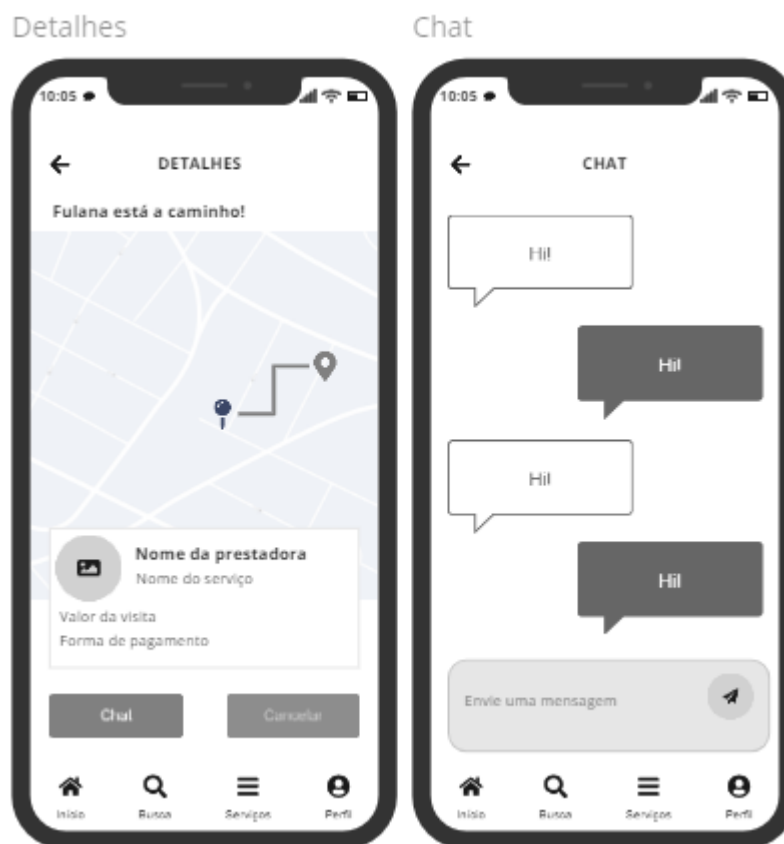 Detalhes
10:05
DETALHES
Fulana está a caminho!
Nome da prestadora
Nome do serviço
Valor da visita
Forma de pagamento
Chat
Cancelar
Início
Busca
Serviços
Perfil
Chat
10:05
CHAT
Hi!
Hi!
Hi!
Hi!
Envie uma mensagem
Início
Busca
Serviços
Perfil